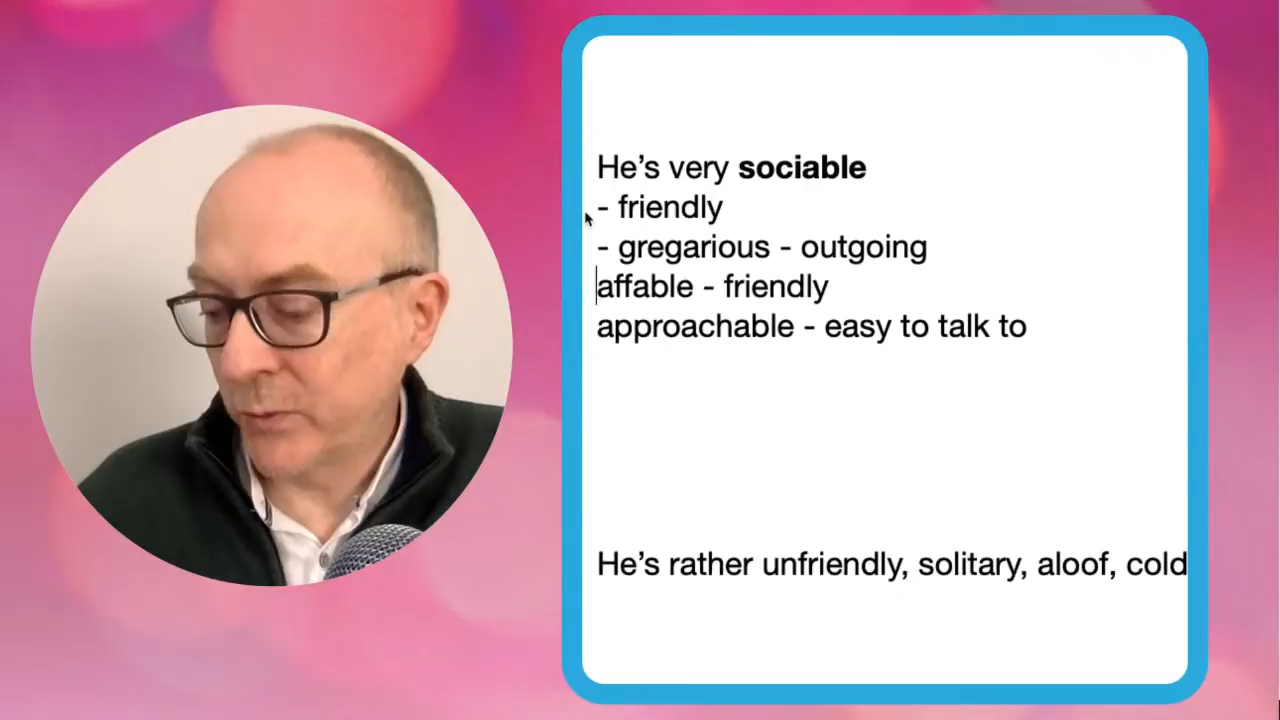 He’s very sociable
- friendly
- gregarious - outgoing
affable - friendly
approachable - easy to talk to
He’s rather unfriendly, solitary, aloof, cold